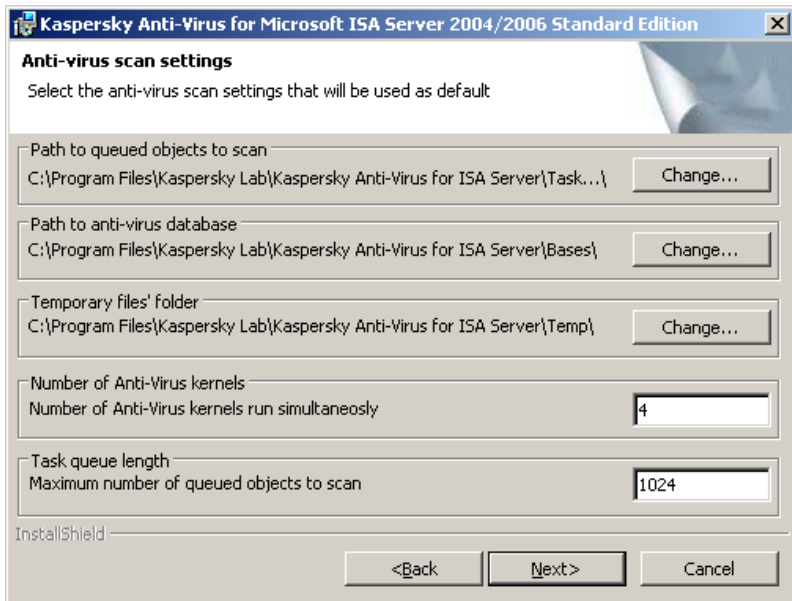 Kaspersky Anti-Virus for Microsoft ISA Server 2004/2006 Standard Edition
Anti-virus scan settings
Select the anti-virus scan settings that will be used as default
Path to queued objects to scan
C:\Program Files\Kaspersky Lab\Kaspersky Anti-Virus for ISA Server\Task...\ Change...
Path to anti-virus database
C:\Program Files\Kaspersky Lab\Kaspersky Anti-Virus for ISA Server\Bases\ Change...
Temporary files' folder
C:\Program Files\Kaspersky Lab\Kaspersky Anti-Virus for ISA Server\Temp\ Change...
Number of Anti-Virus kernels
Number of Anti-Virus kernels run simultaneosly 4
Task queue length
Maximum number of queued objects to scan 1024
InstallShield
<Back Next> Cancel